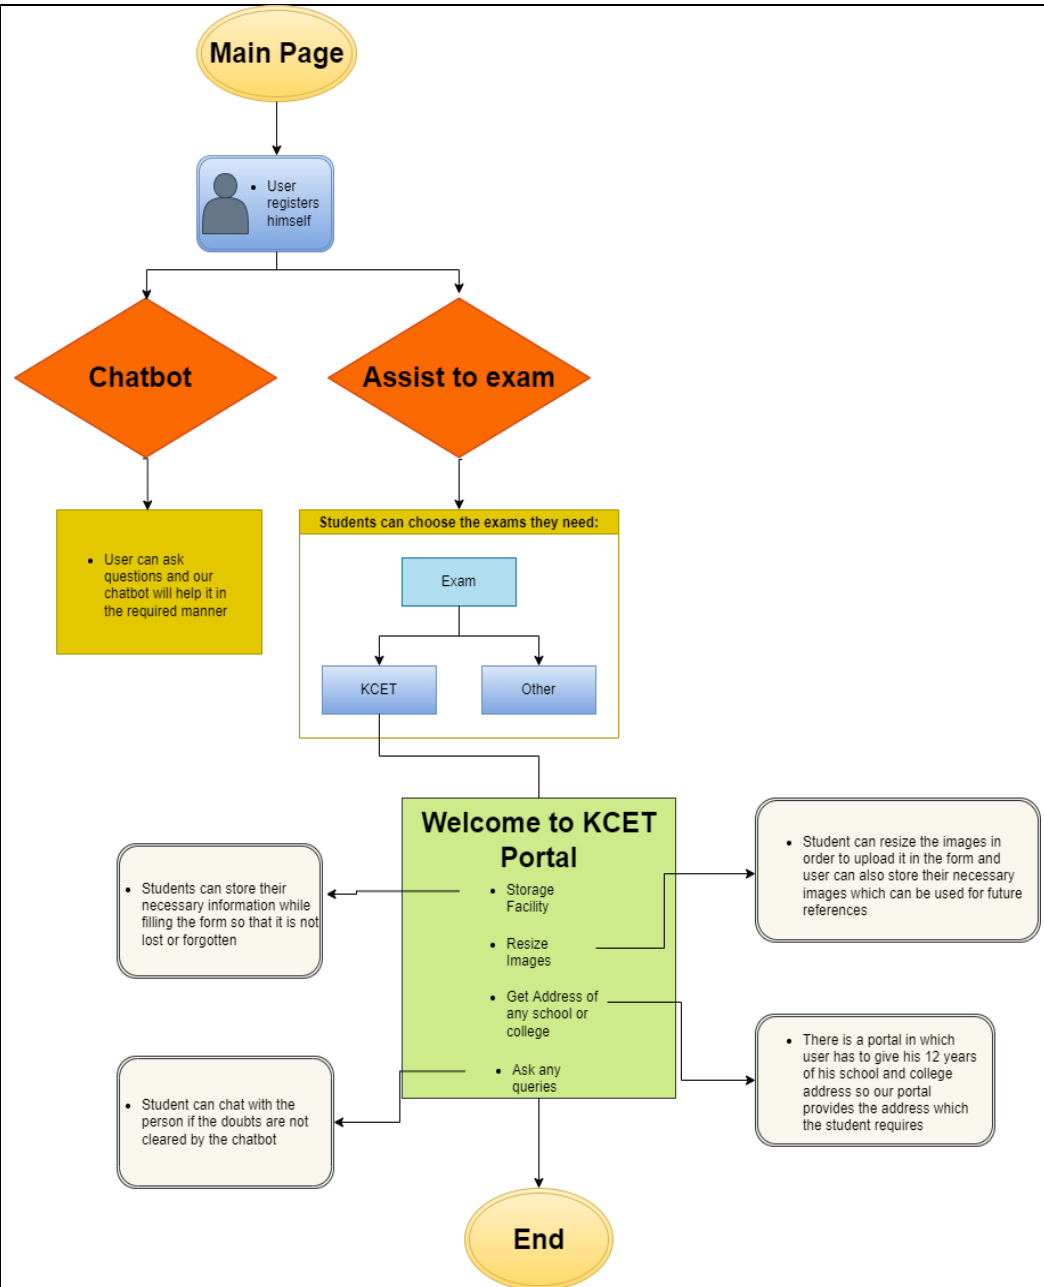 Main Page
• User
registers
himself
Chatbot
Assist to exam
• User can ask
questions and our
chatbot will help it in
the required manner
Students can choose the exams they need:
Exam
KCET
Other
Welcome to KCET
Portal
• Storage
Facility
• Resize
Images
• Get Address of
any school or
college
• Ask any
queries
• Students can store their
necessary information while
filling the form so that it is not
lost or forgotten
• Student can resize the images in
order to upload it in the form and
user can also store their necessary
images which can be used for future
references
• Student can chat with the
person if the doubts are not
cleared by the chatbot
• There is a portal in which
user has to give his 12 years
of his school and college
address so our portal
provides the address which
the student requires
End